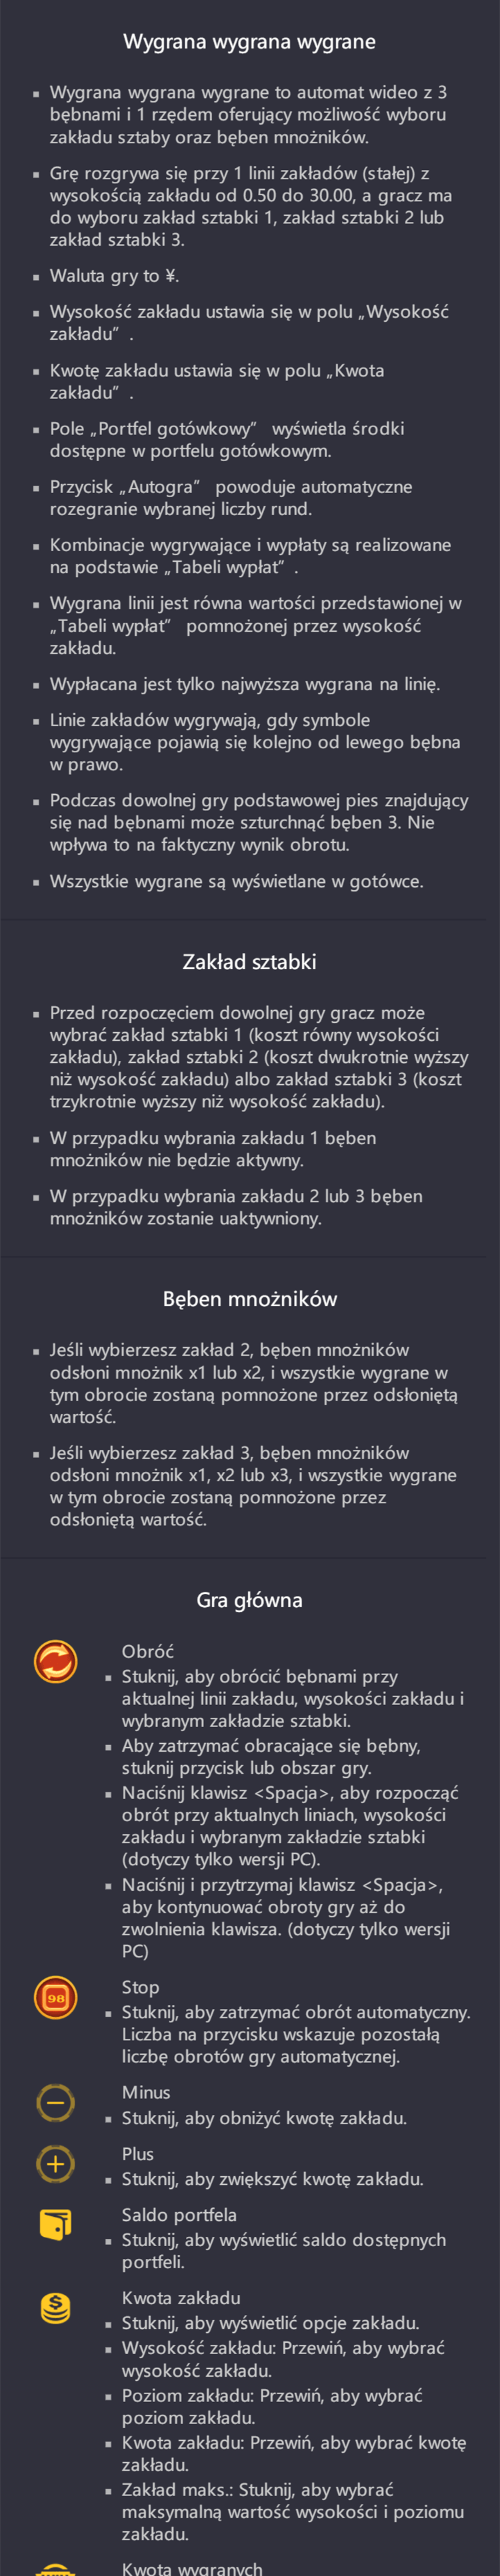 Wygrana wygrana wygrane
▪ Wygrana wygrana wygrane to automat wideo z 3
bębnami i 1 rzędem oferujący możliwość wyboru
zakładu sztaby oraz bęben mnożników.
▪ Grę rozgrywa się przy 1 linii zakładów (stałej) z
wysokością zakładu od 0.50 do 30.00, a gracz ma
do wyboru zakład sztabki 1, zakład sztabki 2 lub
zakład sztabki 3.
▪ Waluta gry to ¥.
▪ Wysokość zakładu ustawia się w polu „Wysokość
zakładu” .
▪ Kwotę zakładu ustawia się w polu „Kwota
zakładu” .
▪ Pole „Portfel gotówkowy” wyświetla środki
dostępne w portfelu gotówkowym.
▪ Przycisk „Autogra” powoduje automatyczne
rozegranie wybranej liczby rund.
▪ Kombinacje wygrywające i wypłaty są realizowane
na podstawie „Tabeli wypłat” .
▪ Wygrana linii jest równa wartości przedstawionej w
„Tabeli wypłat” pomnożonej przez wysokość
zakładu.
▪ Wypłacana jest tylko najwyższa wygrana na linię.
▪ Linie zakładów wygrywają, gdy symbole
wygrywające pojawią się kolejno od lewego bębna
w prawo.
▪ Podczas dowolnej gry podstawowej pies znajdujący
się nad bębnami może szturchnąć bęben 3. Nie
wpływa to na faktyczny wynik obrotu.
▪ Wszystkie wygrane są wyświetlane w gotówce.
Zakład sztabki
▪ Przed rozpoczęciem dowolnej gry gracz może
wybrać zakład sztabki 1 (koszt równy wysokości
zakładu), zakład sztabki 2 (koszt dwukrotnie wyższy
niż wysokość zakładu) albo zakład sztabki 3 (koszt
trzykrotnie wyższy niż wysokość zakładu).
▪ W przypadku wybrania zakładu 1 bęben
mnożników nie będzie aktywny.
▪ W przypadku wybrania zakładu 2 lub 3 bęben
mnożników zostanie uaktywniony.
Bęben mnożników
▪ Jeśli wybierzesz zakład 2, bęben mnożników
odsłoni mnożnik x1 lub x2, i wszystkie wygrane w
tym obrocie zostaną pomnożone przez odsłoniętą
wartość.
▪ Jeśli wybierzesz zakład 3, bęben mnożników
odsłoni mnożnik x1, x2 lub x3, i wszystkie wygrane
w tym obrocie zostaną pomnożone przez
odsłoniętą wartość.
Gra główna
Obróć
▪ Stuknij, aby obrócić bębnami przy
aktualnej linii zakładu, wysokości zakładu i
wybranym zakładzie sztabki.
▪ Aby zatrzymać obracające się bębny,
stuknij przycisk lub obszar gry.
▪ Naciśnij klawisz <Spacja>, aby rozpocząć
obrót przy aktualnych liniach, wysokości
zakładu i wybranym zakładzie sztabki
(dotyczy tylko wersji PC).
▪ Naciśnij i przytrzymaj klawisz <Spacja>,
aby kontynuować obroty gry aż do
zwolnienia klawisza. (dotyczy tylko wersji
PC)
98
Stop
▪ Stuknij, aby zatrzymać obrót automatyczny.
Liczba na przycisku wskazuje pozostałą
liczbę obrotów gry automatycznej.
Minus
▪ Stuknij, aby obniżyć kwotę zakładu.
Plus
▪ Stuknij, aby zwiększyć kwotę zakładu.
Saldo portfela
▪ Stuknij, aby wyświetlić saldo dostępnych
portfeli.
Kwota zakładu
▪ Stuknij, aby wyświetlić opcje zakładu.
▪ Wysokość zakładu: Przewiń, aby wybrać
wysokość zakładu.
▪ Poziom zakładu: Przewiń, aby wybrać
poziom zakładu.
▪ Kwota zakładu: Przewiń, aby wybrać kwotę
zakładu.
▪ Zakład maks.: Stuknij, aby wybrać
maksymalną wartość wysokości i poziomu
zakładu.
Kwota wygranych